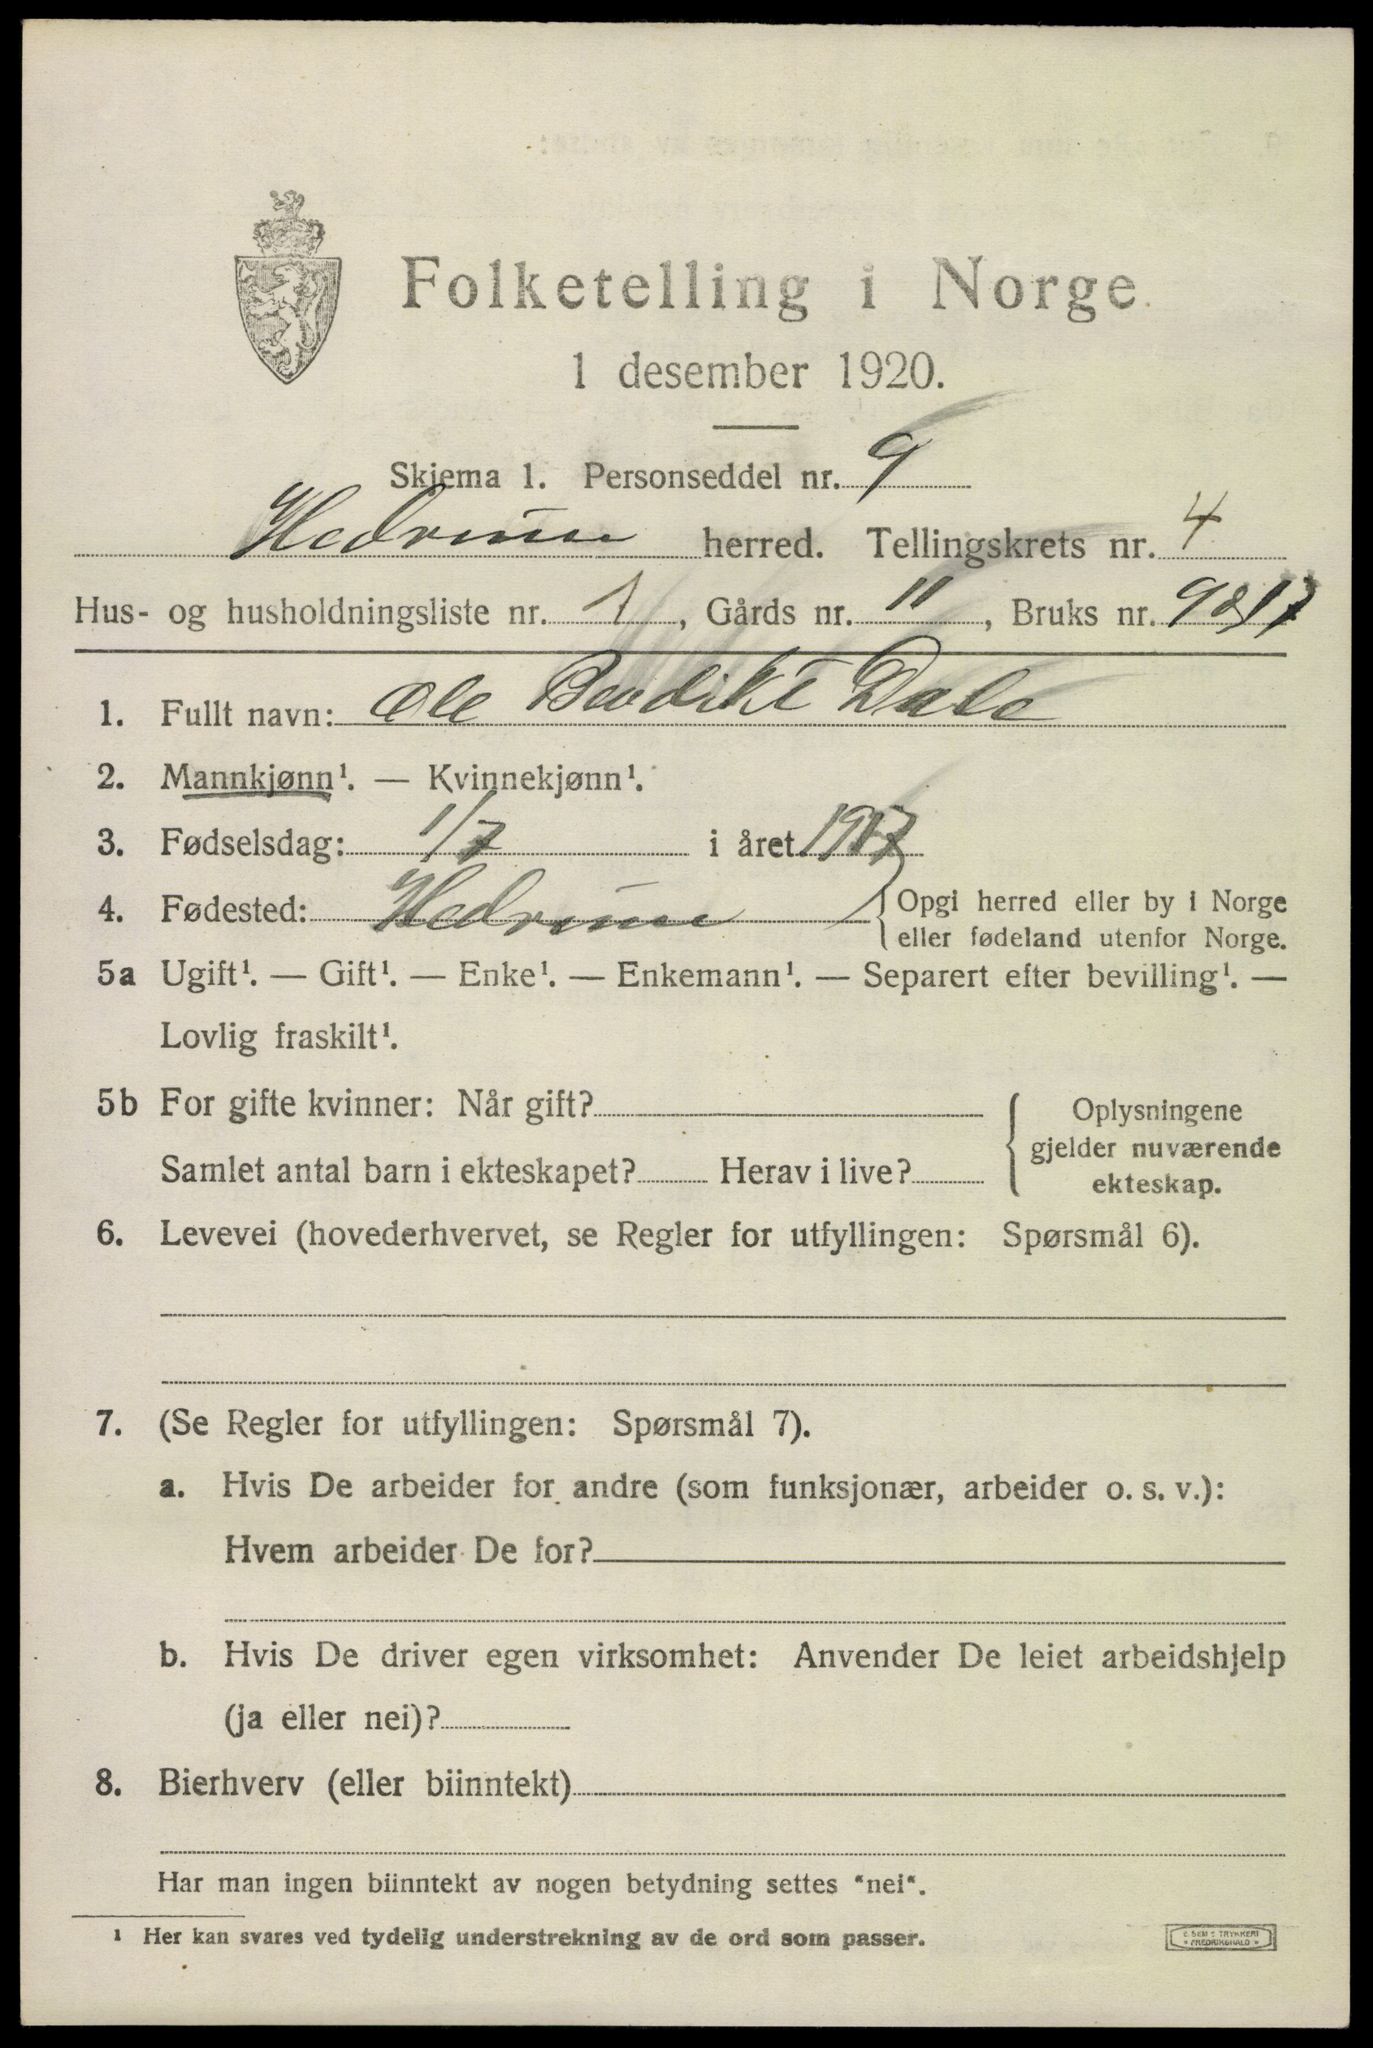 Folketelling i Norge
1 desember 1920.
Skjema 1. Personseddel nr. 9
Hedrum herred. Tellingskrets nr. 4
Hus- og husholdningsliste nr. 1, Gårds nr. 11, Bruks nr. 9 & 17
1. Fullt navn: Ole Bendikt Dale
2. Mannkjønn¹. — Kvinnekjønn¹.
3. Fødselsdag: 1/7 i året 1917
4. Fødested: Hedrum { Opgi herred eller by i Norge
eller fødeland utenfor Norge.
5a Ugift¹. — Gift¹. — Enke¹. — Enkemann¹. — Separert efter bevilling¹. —
Lovlig fraskilt¹.
5b For gifte kvinner: Når gift? { Oplysningene
gjelder nuværende
Samlet antal barn i ekteskapet? Herav i live? ekteskap.
6. Levevei (hovederhvervet, se Regler for utfyllingen: Spørsmål 6).
7. (Se Regler for utfyllingen: Spørsmål 7).
a. Hvis De arbeider for andre (som funksjonær, arbeider o. s. v.):
Hvem arbeider De for?
b. Hvis De driver egen virksomhet: Anvender De leiet arbeidshjelp
(ja eller nei)?
8. Bierhverv (eller biinntekt)
Har man ingen biinntekt av nogen betydning settes "nei".
¹ Her kan svares ved tydelig understrekning av de ord som passer.
TRYKKERI
FREDRIKSHALD